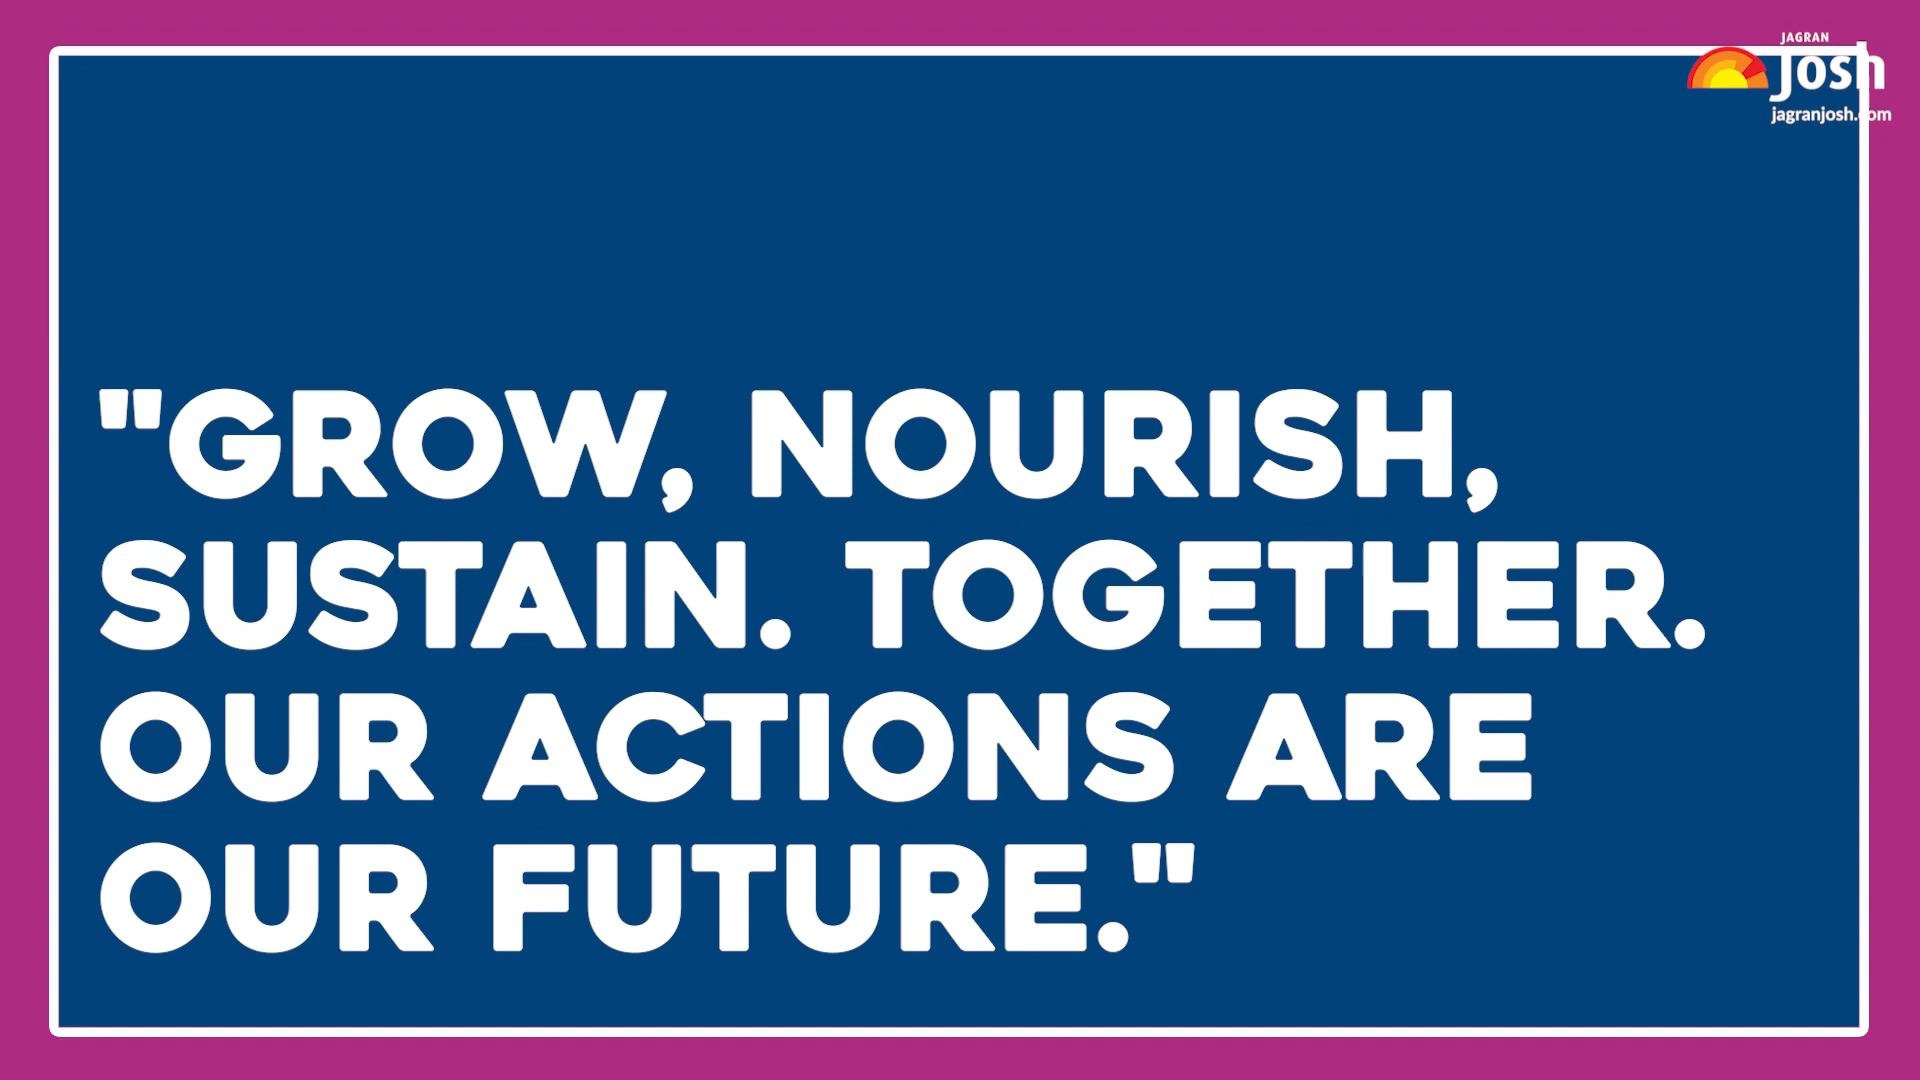 JAGRAN
Josh
jagranjosh.com
"GROW, NOURISH,
SUSTAIN. TOGETHER.
OUR ACTIONS ARE
OUR FUTURE."